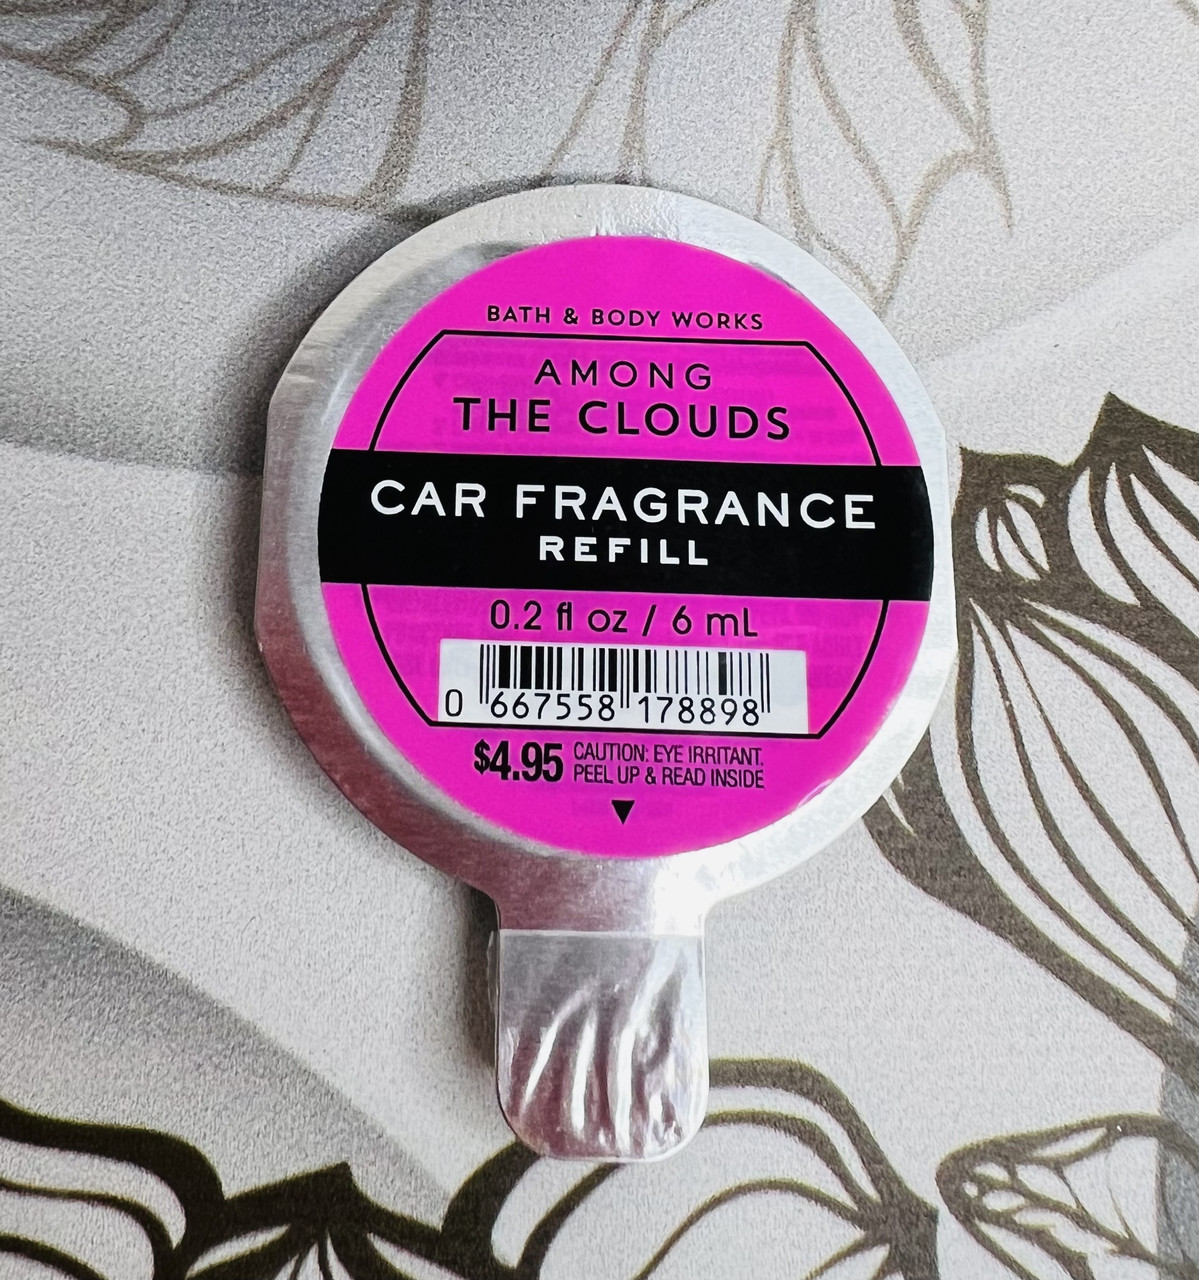 BATH & BODY WORKS
AMONG
THE CLOUDS
CAR FRAGRANCE
REFILL
0.2 fl oz / 6 mL
0 667558 178898
$4.95 CAUTION: EYE IRRITANT.
PEEL UP & READ INSIDE